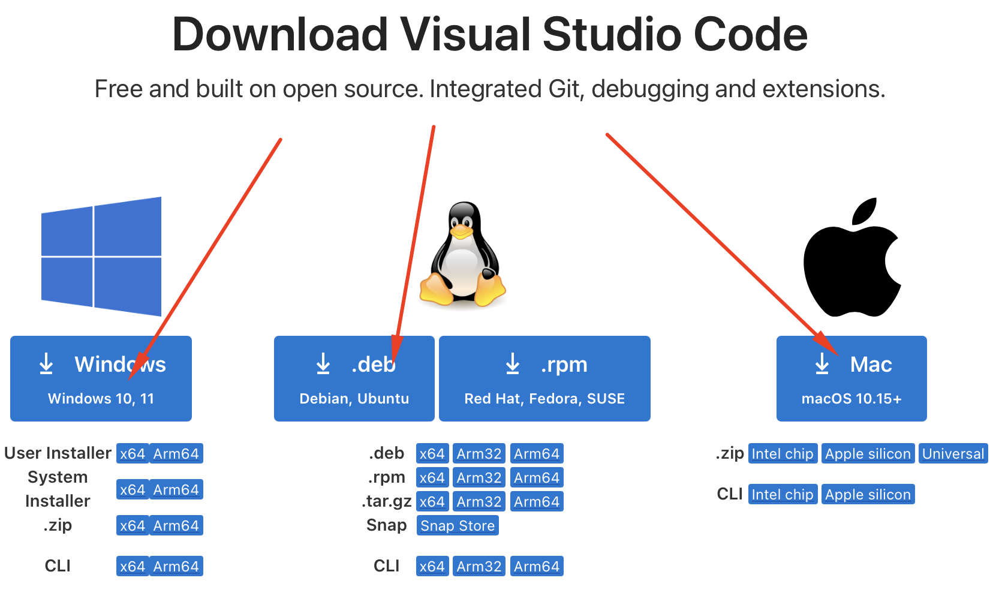 Download Visual Studio Code
Free and built on open source. Integrated Git, debugging and extensions.
Windows
Windows 10, 11
User Installer x64 Arm64
System
Installer x64 Arm64
.zip x64 Arm64
CLI x64 Arm64
.deb
Debian, Ubuntu
.rpm
Red Hat, Fedora, SUSE
.deb x64 Arm32 Arm64
.rpm x64 Arm32 Arm64
.tar.gz x64 Arm32 Arm64
Snap Snap Store
CLI x64 Arm32 Arm64
Mac
macOS 10.15+
.zip Intel chip Apple silicon Universal
CLI Intel chip Apple silicon